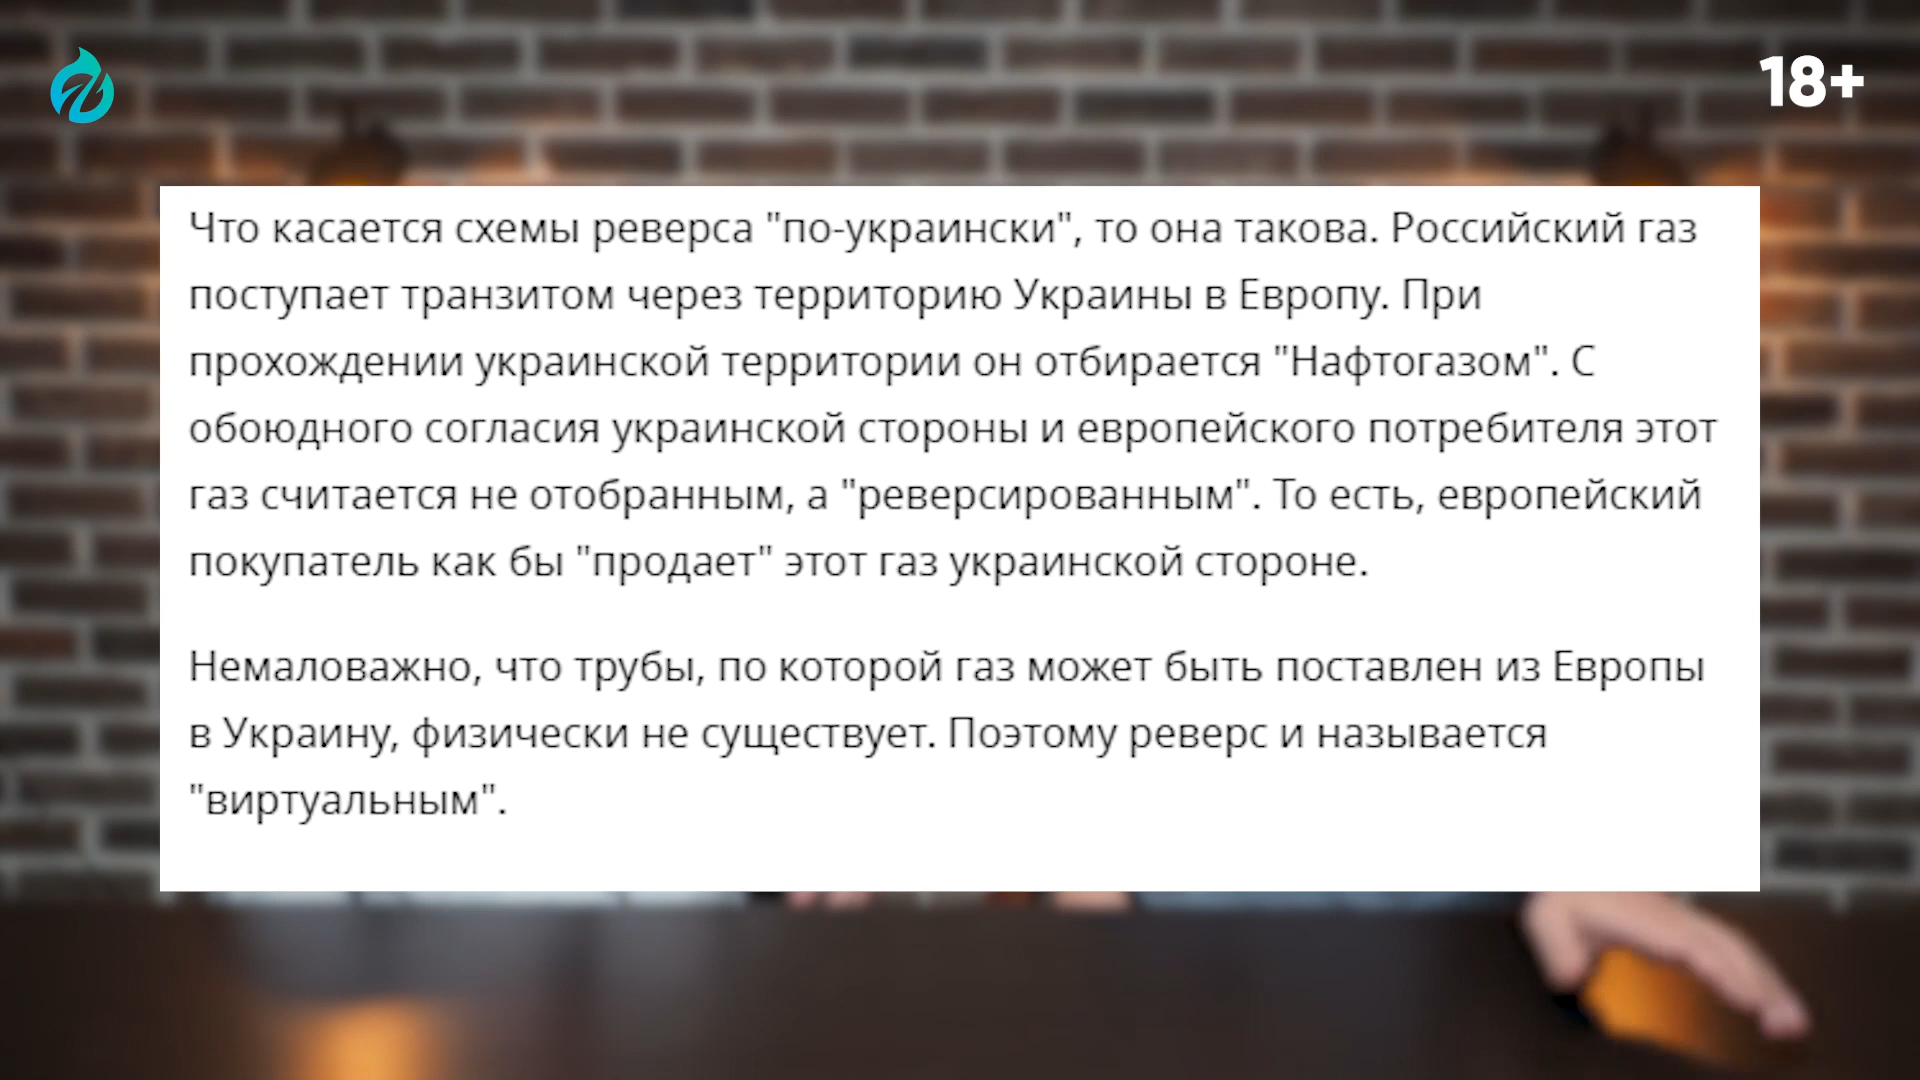 18+
Что касается схемы реверса "по-украински", то она такова. Российский газ
поступает транзитом через территорию Украины в Европу. При
прохождении украинской территории он отбирается "Нафтогазом". С
обоюдного согласия украинской стороны и европейского потребителя этот
газ считается не отобранным, а "реверсированным". То есть, европейский
покупатель как бы "продает" этот газ украинской стороне.
Немаловажно, что трубы, по которой газ может быть поставлен из Европы
в Украину, физически не существует. Поэтому реверс и называется
"виртуальным".